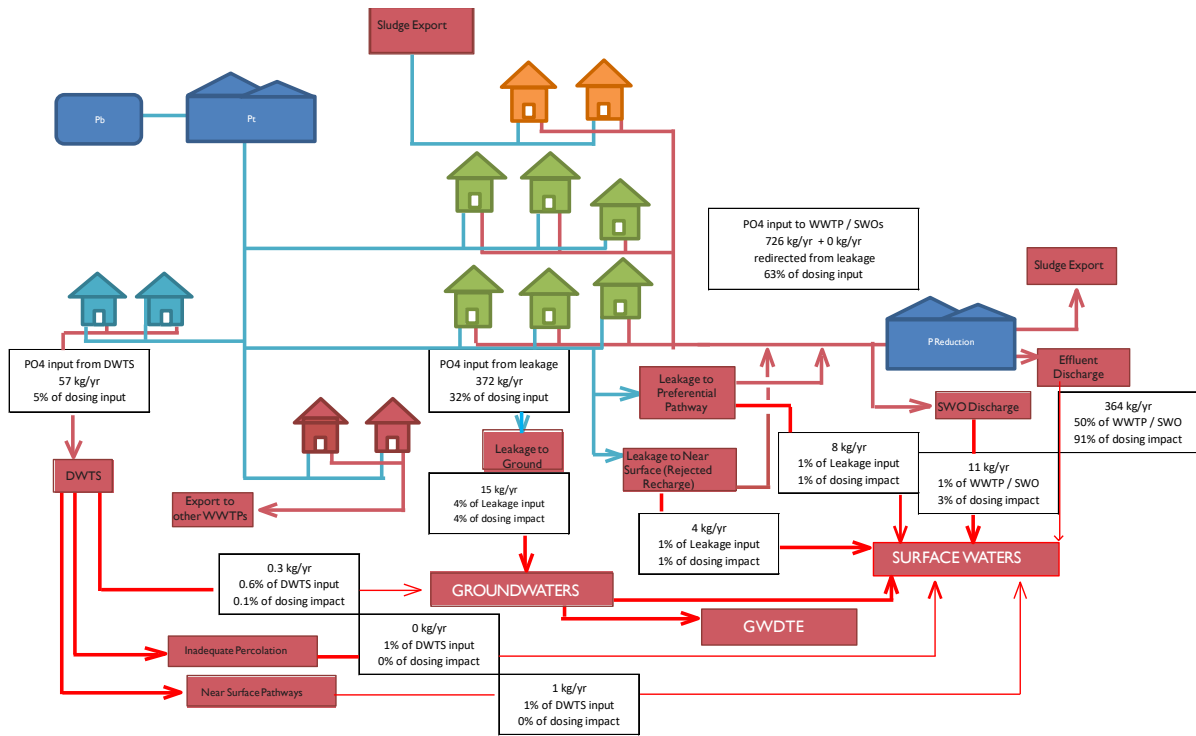 Sludge Export
Pb
Pt
PO4 input to WWTP / SWOs
726 kg/yr + 0 kg/yr
redirected from leakage
63% of dosing input
Sludge Export
P Reduction
Effluent
Discharge
PO4 input from DWTS
57 kg/yr
5% of dosing input
PO4 input from leakage
372 kg/yr
32% of dosing input
Leakage to
Preferential
Pathway
SWO Discharge
364 kg/yr
50% of WWTP / SWO
91% of dosing impact
Leakage to
Ground
Leakage to Near
Surface (Rejected
Recharge)
8 kg/yr
1% of Leakage input
1% of dosing impact
11 kg/yr
1% of WWTP / SWO
3% of dosing impact
DWTS
Export to
other WWTPs
15 kg/yr
4% of Leakage input
4% of dosing impact
4 kg/yr
1% of Leakage input
1% of dosing impact
SURFACE WATERS
0.3 kg/yr
0.6% of DWTS input
0.1% of dosing impact
GROUNDWATERS
GWDTE
0 kg/yr
1% of DWTS input
0% of dosing impact
Inadequate Percolation
Near Surface Pathways
1 kg/yr
1% of DWTS input
0% of dosing impact